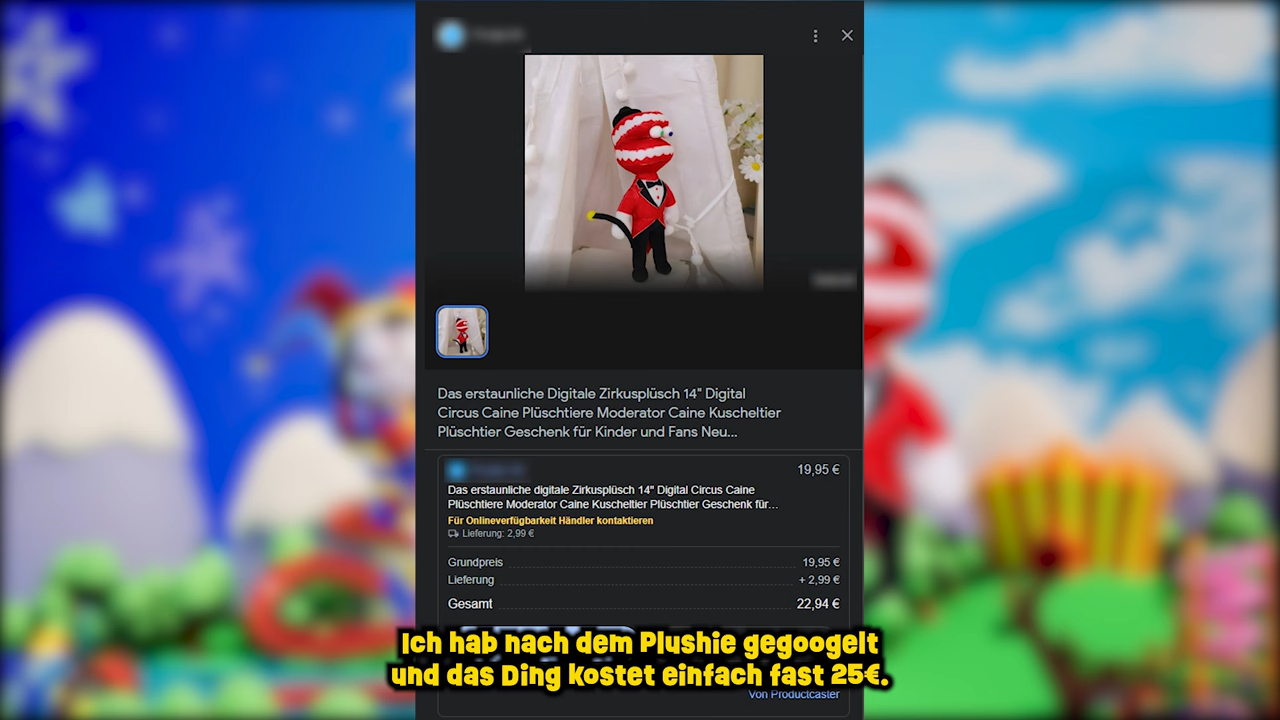 Das erstaunliche Digitale Zirkusplüsch 14" Digital
Circus Caine Plüschtiere Moderator Caine Kuscheltier
Plüschtier Geschenk für Kinder und Fans Neu...
19,95 €
Das erstaunliche digitale Zirkusplüsch 14" Digital Circus Caine
Plüschtiere Moderator Caine Kuscheltier Plüschtier Geschenk für...
Für Onlineverfügbarkeit Händler kontaktieren
Lieferung: 2,99 €
Grundpreis 19,95 €
Lieferung + 2,99 €
Gesamt 22,94 €
Ich hab nach dem Plushie gegoogelt
und das Ding kostet einfach fast 25€.
Von Productcaster